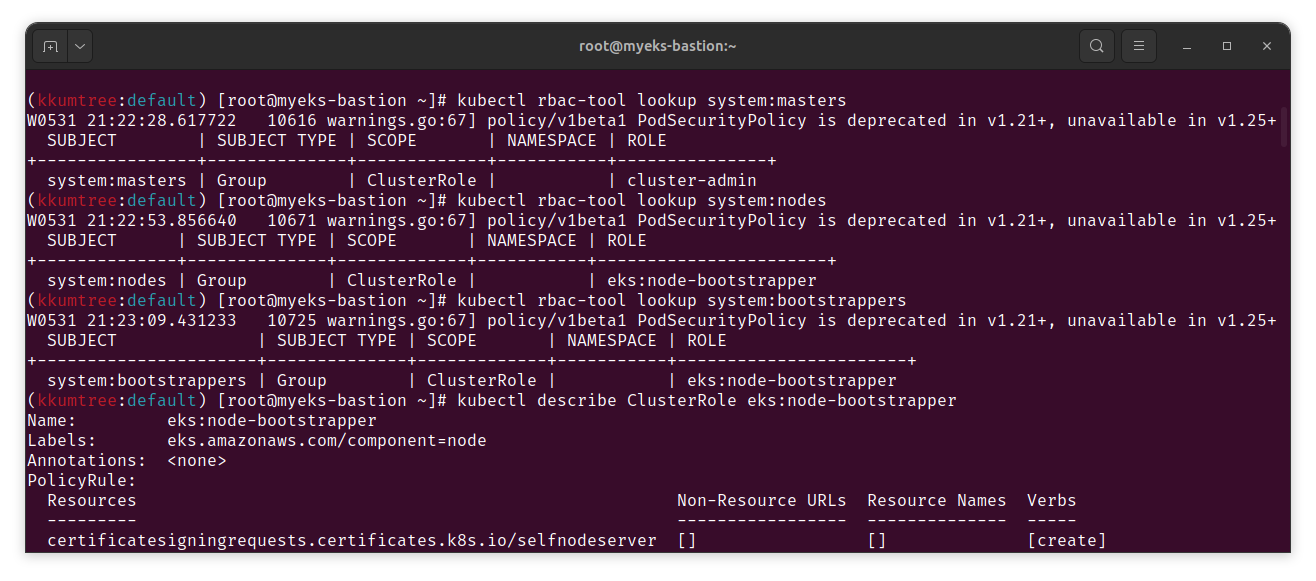 root@myeks-bastion:~
(kkumtree:default) [root@myeks-bastion ~]# kubectl rbac-tool lookup system:masters
W0531 21:22:28.617722   10616 warnings.go:67] policy/v1beta1 PodSecurityPolicy is deprecated in v1.21+, unavailable in v1.25+
  SUBJECT        | SUBJECT TYPE | SCOPE       | NAMESPACE | ROLE
+----------------+--------------+-------------+-----------+---------------+
  system:masters | Group        | ClusterRole |           | cluster-admin
(kkumtree:default) [root@myeks-bastion ~]# kubectl rbac-tool lookup system:nodes
W0531 21:22:53.856640   10671 warnings.go:67] policy/v1beta1 PodSecurityPolicy is deprecated in v1.21+, unavailable in v1.25+
  SUBJECT      | SUBJECT TYPE | SCOPE       | NAMESPACE | ROLE
+--------------+--------------+-------------+-----------+-----------------------+
  system:nodes | Group        | ClusterRole |           | eks:node-bootstrapper
(kkumtree:default) [root@myeks-bastion ~]# kubectl rbac-tool lookup system:bootstrappers
W0531 21:23:09.431233   10725 warnings.go:67] policy/v1beta1 PodSecurityPolicy is deprecated in v1.21+, unavailable in v1.25+
  SUBJECT              | SUBJECT TYPE | SCOPE       | NAMESPACE | ROLE
+----------------------+--------------+-------------+-----------+-----------------------+
  system:bootstrappers | Group        | ClusterRole |           | eks:node-bootstrapper
(kkumtree:default) [root@myeks-bastion ~]# kubectl describe ClusterRole eks:node-bootstrapper
Name:         eks:node-bootstrapper
Labels:       eks.amazonaws.com/component=node
Annotations:  <none>
PolicyRule:
  Resources                                                      Non-Resource URLs  Resource Names  Verbs
  ---------                                                      -----------------  --------------  -----
  certificatesigningrequests.certificates.k8s.io/selfnodeserver  []                 []              [create]